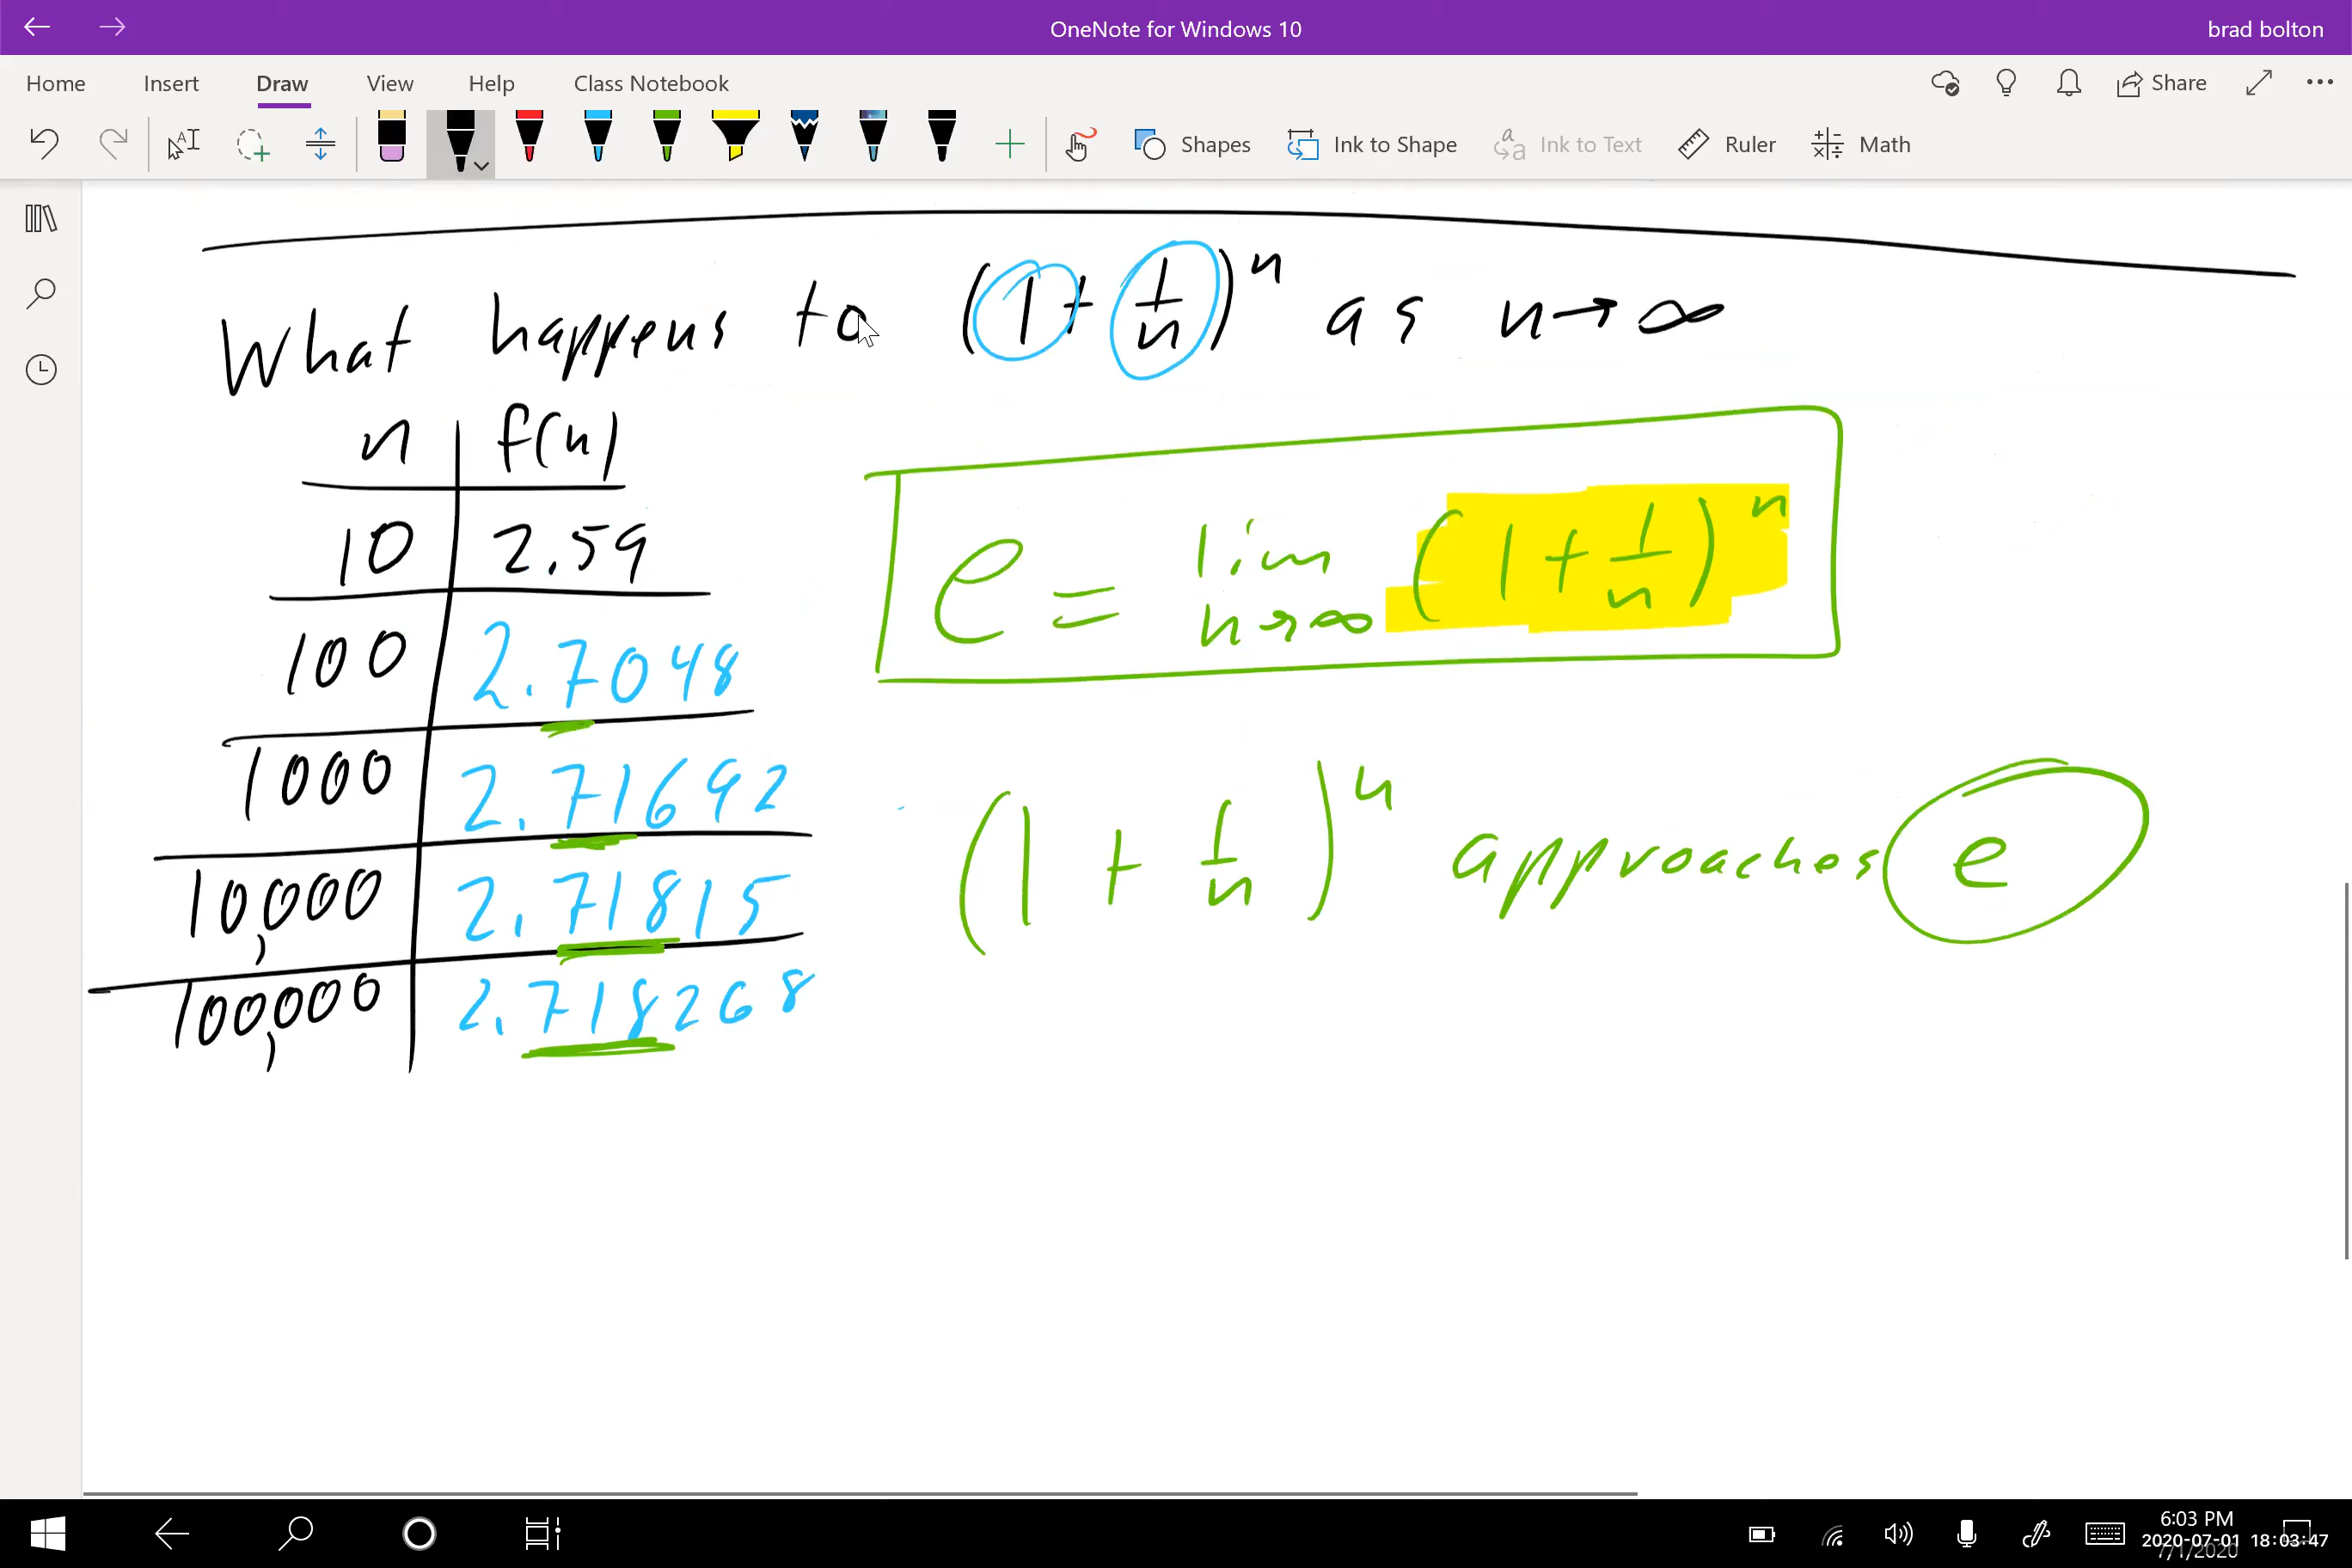 OneNote for Windows 10
brad bolton
Home Insert Draw View Help Class Notebook Share
Shapes Ink to Shape Ink to Text Ruler Math
What happens to (1 + 1/n)^n as n → ∞
n | f(n)
10 | 2.59
100 | 2.7048
1000 | 2.71692
10,000 | 2.71815
100,000 | 2.718268
e = lim n→∞ (1 + 1/n)^n
(1 + 1/n)^n approaches e
6:03 PM
2020-07-01 18:03:47
7/1/2020